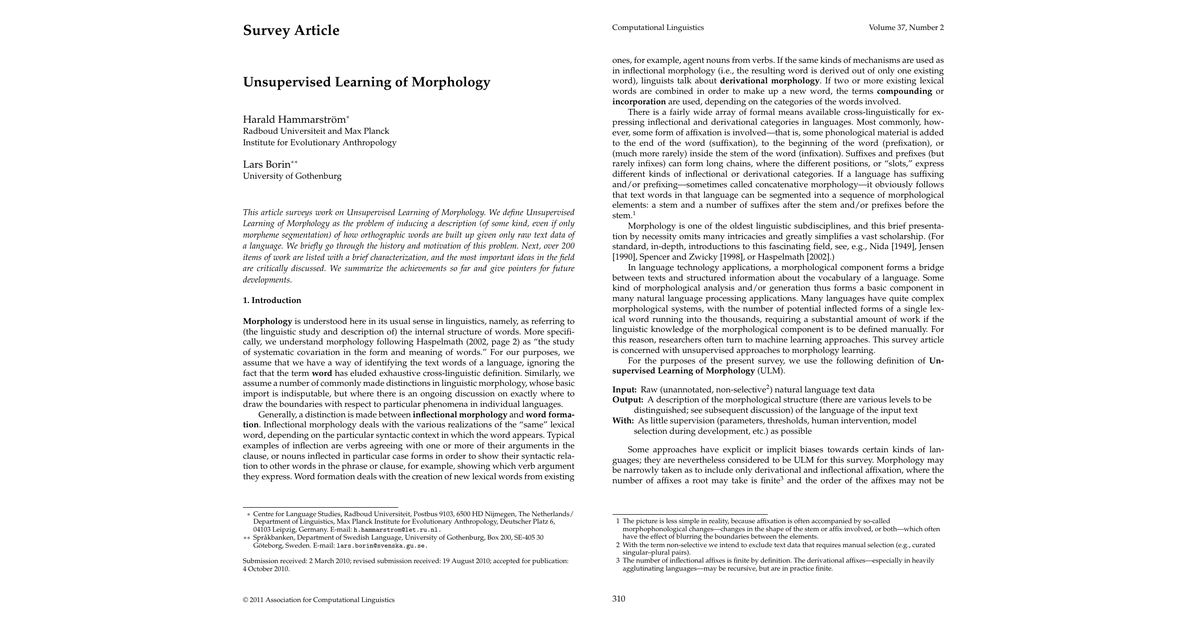 Survey Article
Unsupervised Learning of Morphology
Harald Hammarström*
Radboud Universiteit and Max Planck
Institute for Evolutionary Anthropology
Lars Borin**
University of Gothenburg
This article surveys work on Unsupervised Learning of Morphology. We define Unsupervised
Learning of Morphology as the problem of inducing a description (of some kind, even if only
morpheme segmentation) of how orthographic words are built up given only raw text data of
a language. We briefly go through the history and motivation of this problem. Next, over 200
items of work are listed with a brief characterization, and the most important ideas in the field
are critically discussed. We summarize the achievements so far and give pointers for future
developments.
1. Introduction
Morphology is understood here in its usual sense in linguistics, namely, as referring to
(the linguistic study and description of) the internal structure of words. More specifi-
cally, we understand morphology following Haspelmath (2002, page 2) as “the study
of systematic covariation in the form and meaning of words.” For our purposes, we
assume that we have a way of identifying the text words of a language, ignoring the
fact that the term word has eluded exhaustive cross-linguistic definition. Similarly, we
assume a number of commonly made distinctions in linguistic morphology, whose basic
import is indisputable, but where there is an ongoing discussion on exactly where to
draw the boundaries with respect to particular phenomena in individual languages.
Generally, a distinction is made between inflectional morphology and word forma-
tion. Inflectional morphology deals with the various realizations of the “same” lexical
word, depending on the particular syntactic context in which the word appears. Typical
examples of inflection are verbs agreeing with one or more of their arguments in the
clause, or nouns inflected in particular case forms in order to show their syntactic rela-
tion to other words in the phrase or clause, for example, showing which verb argument
they express. Word formation deals with the creation of new lexical words from existing
* Centre for Language Studies, Radboud Universiteit, Postbus 9103, 6500 HD Nijmegen, The Netherlands/
Department of Linguistics, Max Planck Institute for Evolutionary Anthropology, Deutscher Platz 6,
04103 Leipzig, Germany. E-mail: h.hammarstrom@let.ru.nl.
** Språkbanken, Department of Swedish Language, University of Gothenburg, Box 200, SE-405 30
Göteborg, Sweden. E-mail: lars.borin@svenska.gu.se.
Submission received: 2 March 2010; revised submission received: 19 August 2010; accepted for publication:
4 October 2010.
© 2011 Association for Computational Linguistics
Computational Linguistics Volume 37, Number 2
ones, for example, agent nouns from verbs. If the same kinds of mechanisms are used as
in inflectional morphology (i.e., the resulting word is derived out of only one existing
word), linguists talk about derivational morphology. If two or more existing lexical
words are combined in order to make up a new word, the terms compounding or
incorporation are used, depending on the categories of the words involved.
There is a fairly wide array of formal means available cross-linguistically for ex-
pressing inflectional and derivational categories in languages. Most commonly, how-
ever, some form of affixation is involved—that is, some phonological material is added
to the end of the word (suffixation), to the beginning of the word (prefixation), or
(much more rarely) inside the stem of the word (infixation). Suffixes and prefixes (but
rarely infixes) can form long chains, where the different positions, or “slots,” express
different kinds of inflectional or derivational categories. If a language has suffixing
and/or prefixing—sometimes called concatenative morphology—it obviously follows
that text words in that language can be segmented into a sequence of morphological
elements: a stem and a number of suffixes after the stem and/or prefixes before the
stem.1
Morphology is one of the oldest linguistic subdisciplines, and this brief presenta-
tion by necessity omits many intricacies and greatly simplifies a vast scholarship. (For
standard, in-depth, introductions to this fascinating field, see, e.g., Nida [1949], Jensen
[1990], Spencer and Zwicky [1998], or Haspelmath [2002].)
In language technology applications, a morphological component forms a bridge
between texts and structured information about the vocabulary of a language. Some
kind of morphological analysis and/or generation thus forms a basic component in
many natural language processing applications. Many languages have quite complex
morphological systems, with the number of potential inflected forms of a single lex-
ical word running into the thousands, requiring a substantial amount of work if the
linguistic knowledge of the morphological component is to be defined manually. For
this reason, researchers often turn to machine learning approaches. This survey article
is concerned with unsupervised approaches to morphology learning.
For the purposes of the present survey, we use the following definition of Un-
supervised Learning of Morphology (ULM).
Input: Raw (unannotated, non-selective2) natural language text data
Output: A description of the morphological structure (there are various levels to be
distinguished; see subsequent discussion) of the language of the input text
With: As little supervision (parameters, thresholds, human intervention, model
selection during development, etc.) as possible
Some approaches have explicit or implicit biases towards certain kinds of lan-
guages; they are nevertheless considered to be ULM for this survey. Morphology may
be narrowly taken as to include only derivational and inflectional affixation, where the
number of affixes a root may take is finite3 and the order of the affixes may not be
1 The picture is less simple in reality, because affixation is often accompanied by so-called
morphophonological changes—changes in the shape of the stem or affix involved, or both—which often
have the effect of blurring the boundaries between the elements.
2 With the term non-selective we intend to exclude text data that requires manual selection (e.g., curated
singular–plural pairs).
3 The number of inflectional affixes is finite by definition. The derivational affixes—especially in heavily
agglutinating languages—may be recursive, but are in practice finite.
310